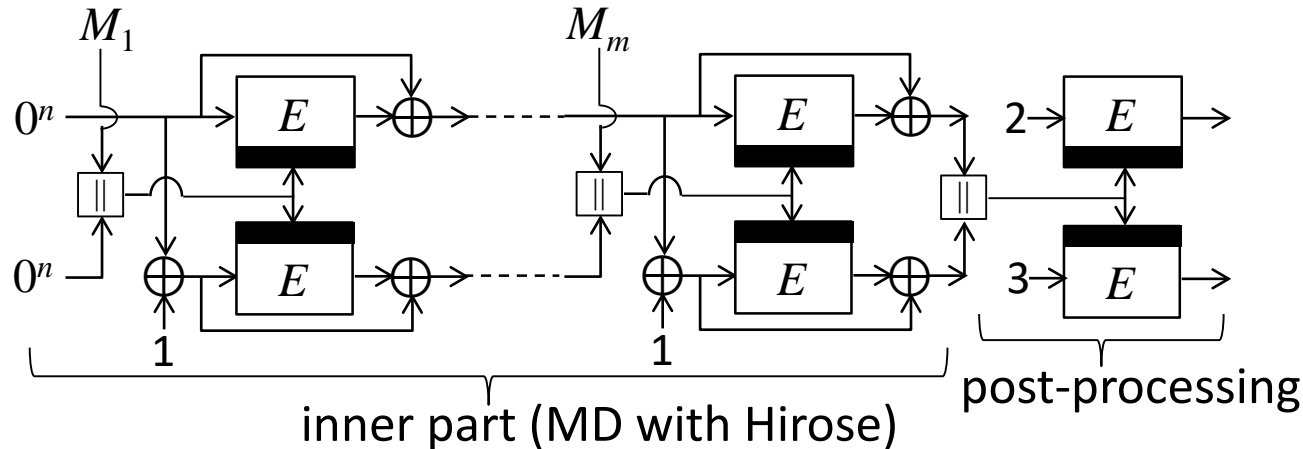 M₁ Mₘ
0ⁿ E ⊕ E ⊕ 2 E
|| || ||
0ⁿ ⊕ E ⊕ ⊕ E ⊕ 3 E
1 1
post-processing
inner part (MD with Hirose)